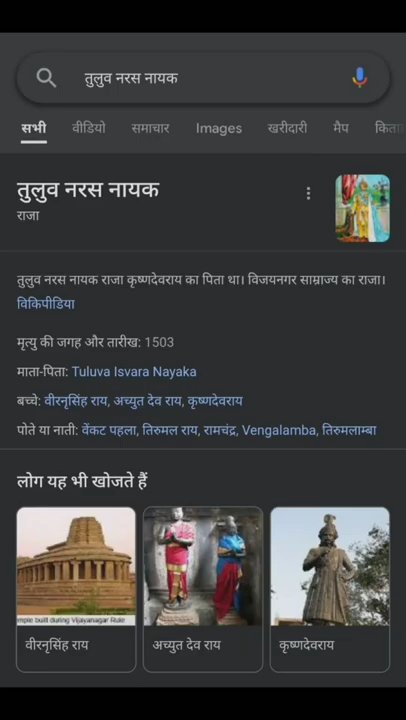 तुलुव नरस नायक
सभी वीडियो समाचार Images खरीदारी मैप
तुलुव नरस नायक
राजा
तुलुव नरस नायक राजा कृष्णदेवराय का पिता था। विजयनगर साम्राज्य का राजा।
विकिपीडिया
मृत्यु की जगह और तारीख: 1503
माता-पिता: Tuluva Isvara Nayaka
बच्चे: वीरनृसिंह राय, अच्युत देव राय, कृष्णदेवराय
पोते या नाती: वेंकट पहला, तिरुमल राय, रामचंद्र, Vengalamba, तिरुमलाम्बा
लोग यह भी खोजते हैं
emple built during Vijayanagar Rule
वीरनृसिंह राय अच्युत देव राय कृष्णदेवराय